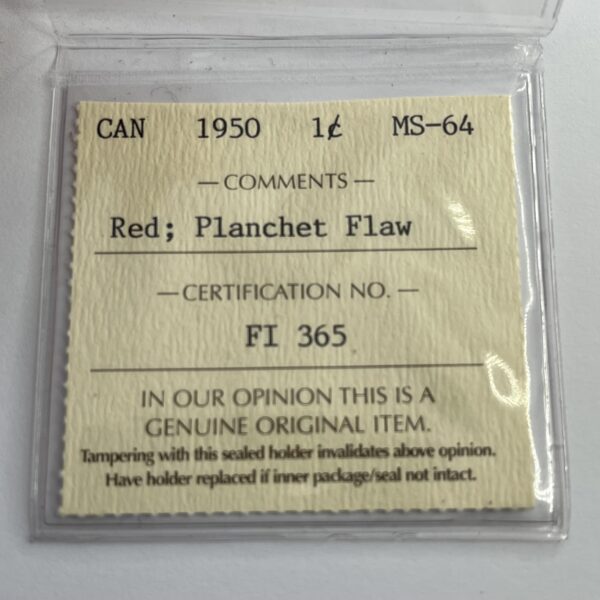 CAN 1950 1¢ MS-64
— COMMENTS —
Red; Planchet Flaw
— CERTIFICATION NO. —
FI 365
IN OUR OPINION THIS IS A
GENUINE ORIGINAL ITEM.
Tampering with this sealed holder invalidates above opinion.
Have holder replaced if inner package/seal not intact.